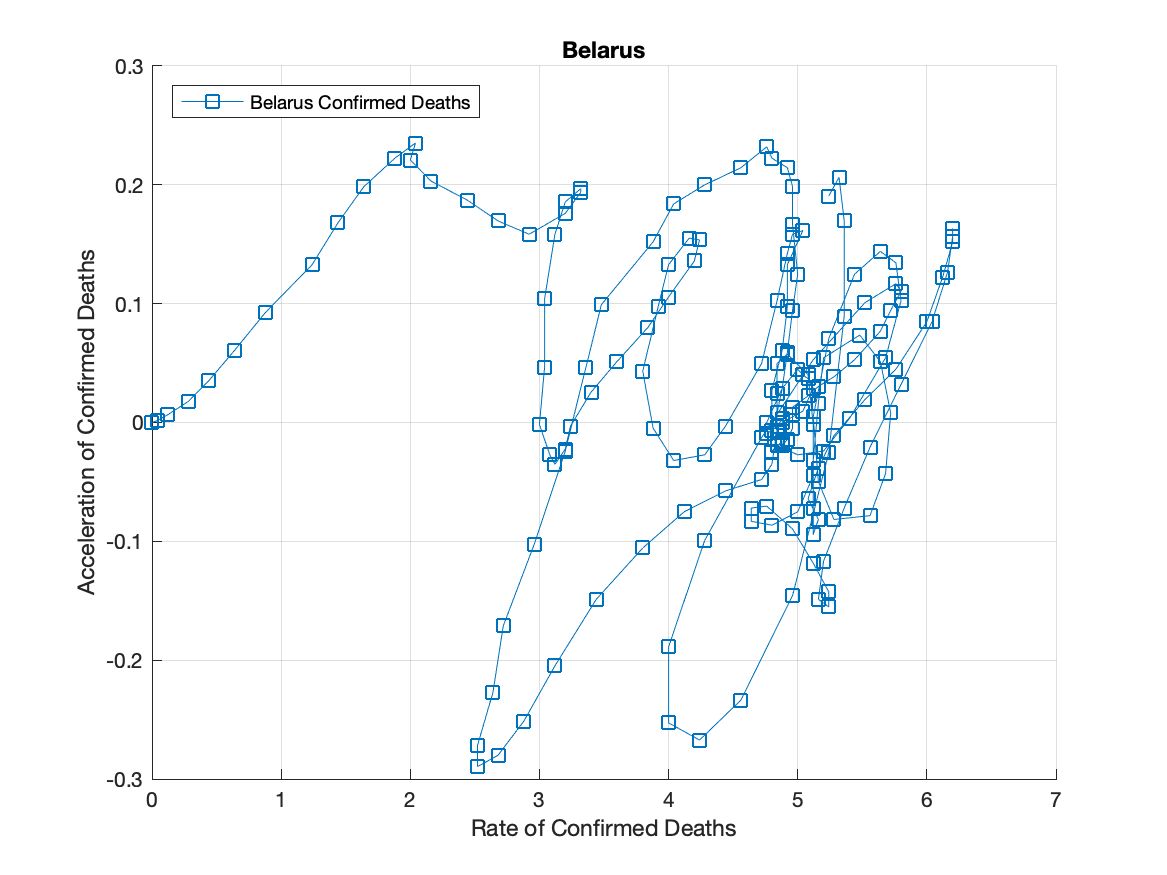 Belarus
Belarus Confirmed Deaths
0.3
0.2
0.1
0
-0.1
-0.2
-0.3
Acceleration of Confirmed Deaths
0 1 2 3 4 5 6 7
Rate of Confirmed Deaths